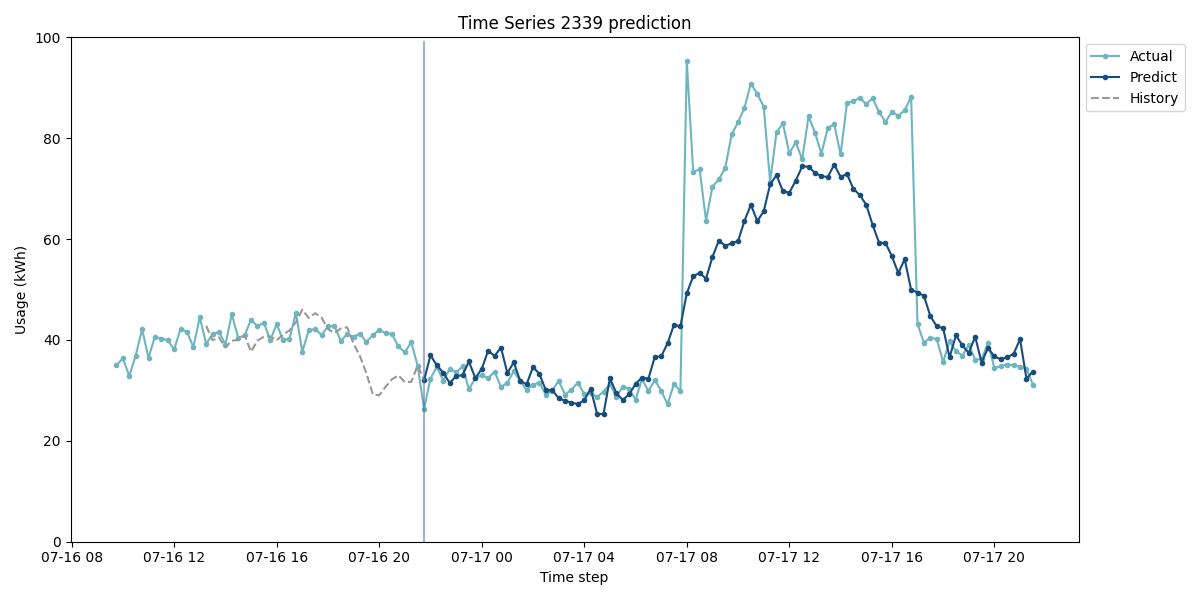 Time Series 2339 prediction
100
80
60
40
20
0
Usage (kWh)
07-16 08
07-16 12
07-16 16
07-16 20
07-17 00
07-17 04
07-17 08
07-17 12
07-17 16
07-17 20
Time step
Actual
Predict
History